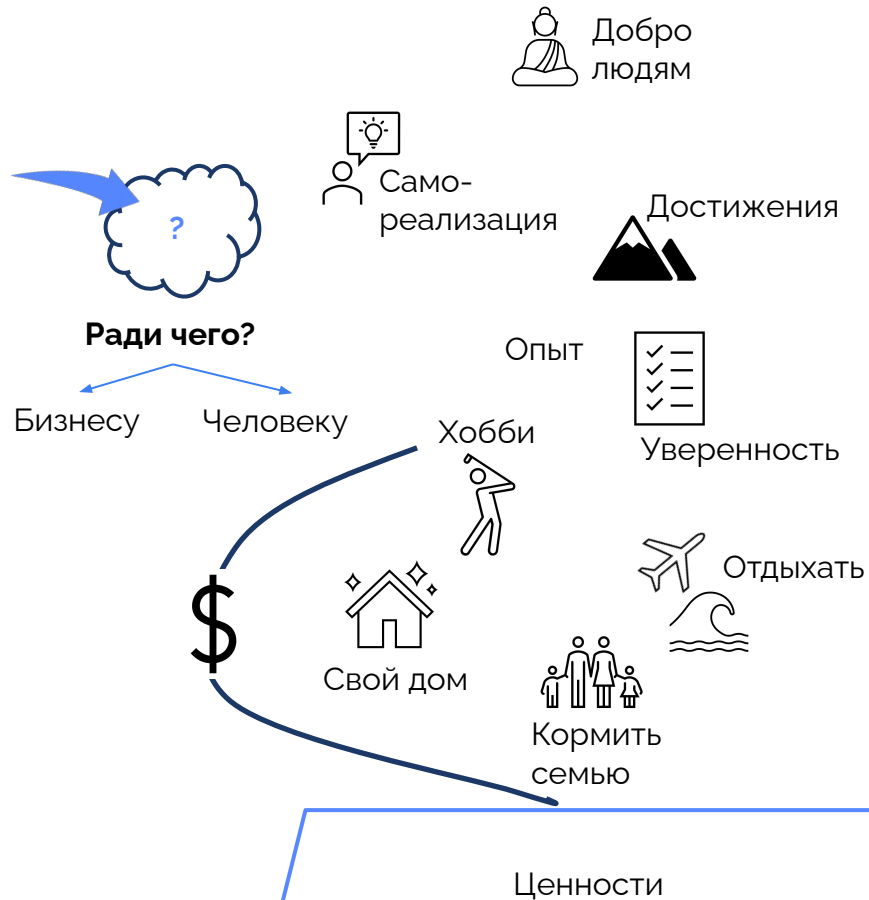 Добро
людям
Само-
реализация
Достижения
?
Ради чего?
Бизнесу
Человеку
Опыт
Хобби
Уверенность
Отдыхать
$
Свой дом
Кормить
семью
Ценности